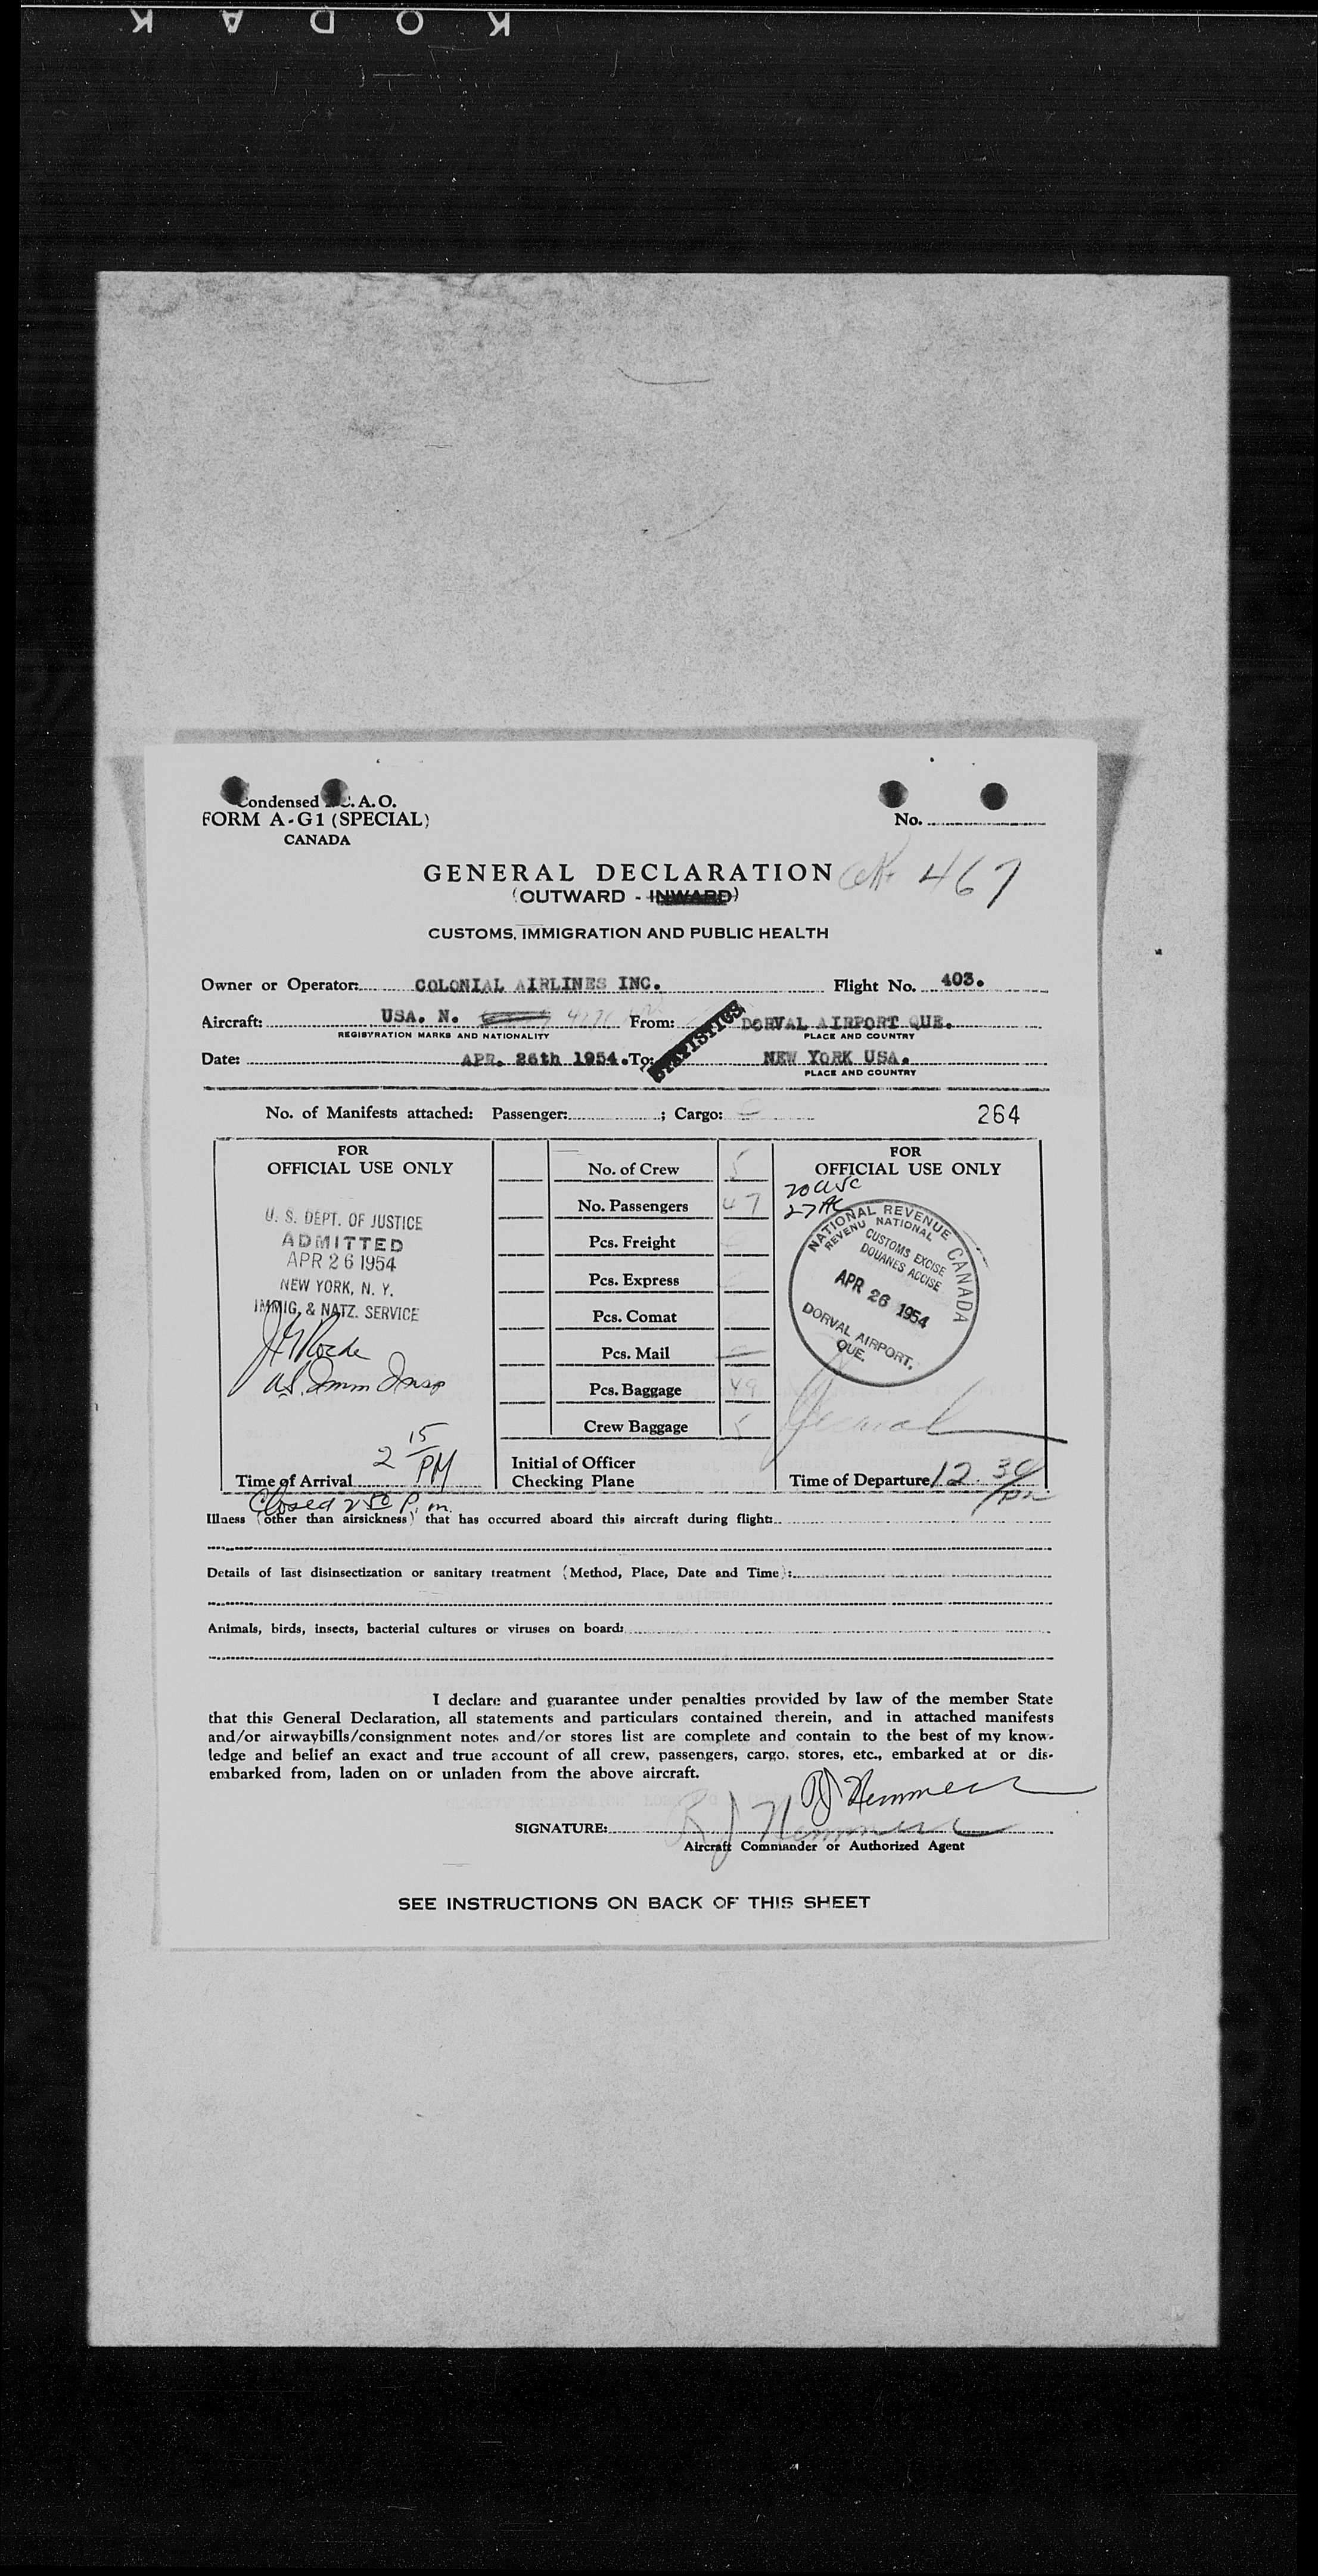 KODAK
Condensed I.C.A.O.
FORM A-G1 (SPECIAL)
CANADA
No.
GENERAL DECLARATION
467
(OUTWARD - INWARD)
CUSTOMS, IMMIGRATION AND PUBLIC HEALTH
Owner or Operator: COLONIAL AIRLINES INC. Flight No. 403.
Aircraft: USA. N. From: DORVAL AIRPORT QUE.
REGISTRATION MARKS AND NATIONALITY PLACE AND COUNTRY
STATISTICS
Date: APR. 26th 1954. To: NEW YORK USA.
PLACE AND COUNTRY
No. of Manifests attached: Passenger: ; Cargo: 264
FOR
OFFICIAL USE ONLY
U. S. DEPT. OF JUSTICE
ADMITTED
APR 26 1954
NEW YORK, N. Y.
IMMIG. & NATZ. SERVICE
U.S. Imm Insp
2 15 PM
Time of Arrival
Closed 2 50 P. m.
No. of Crew 5
No. Passengers 47
Pcs. Freight
Pcs. Express
Pcs. Comat
Pcs. Mail
Pcs. Baggage 49
Crew Baggage 5
Initial of Officer
Checking Plane
FOR
OFFICIAL USE ONLY
20 USC
27 AC
NATIONAL REVENUE CANADA
REVENU NATIONAL
CUSTOMS EXCISE
DOUANES ACCISE
APR 26 1954
DORVAL AIRPORT,
QUE.
Time of Departure 12.30 pm
Illness (other than airsickness) that has occurred aboard this aircraft during flight:
Details of last disinsectization or sanitary treatment (Method, Place, Date and Time):
Animals, birds, insects, bacterial cultures or viruses on board:
I declare and guarantee under penalties provided by law of the member State
that this General Declaration, all statements and particulars contained therein, and in attached manifests
and/or airwaybills/consignment notes and/or stores list are complete and contain to the best of my know-
ledge and belief an exact and true account of all crew, passengers, cargo, stores, etc., embarked at or dis-
embarked from, laden on or unladen from the above aircraft.
SIGNATURE:
Aircraft Commander or Authorized Agent
SEE INSTRUCTIONS ON BACK OF THIS SHEET